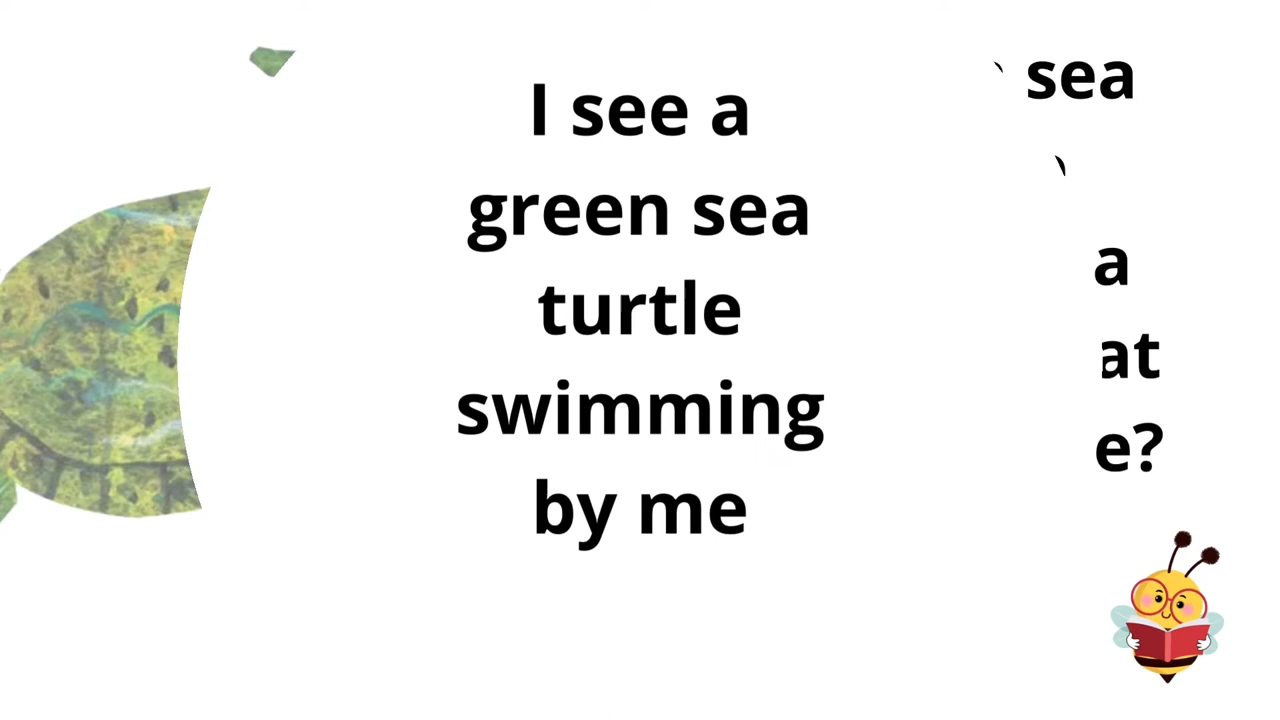 I see a
green sea
turtle
swimming
by me
sea
a
at
e?